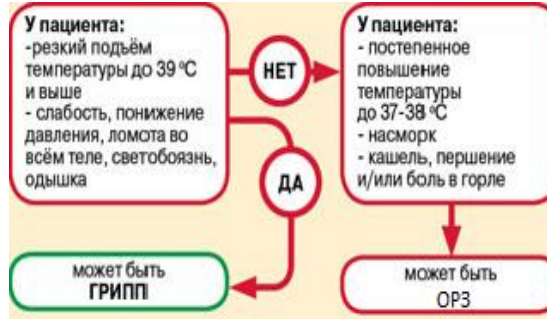 У пациента:
-резкий подъём
температуры до 39 °С
и выше
- слабость, понижение
давления, ломота во
всём теле, светобоязнь,
одышка
НЕТ
ДА
У пациента:
- постепенное
повышение
температуры
до 37-38 °С
- насморк
- кашель, першение
и/или боль в горле
может быть
ГРИПП
может быть
ОРЗ